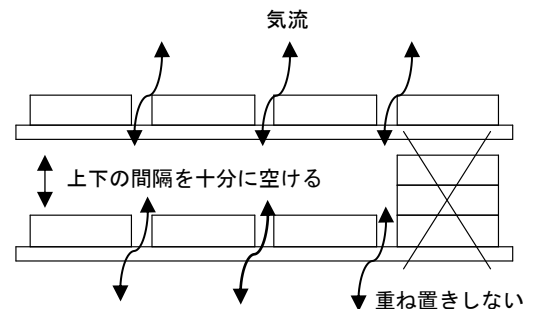 気流
上下の間隔を十分に空ける
重ね置きしない